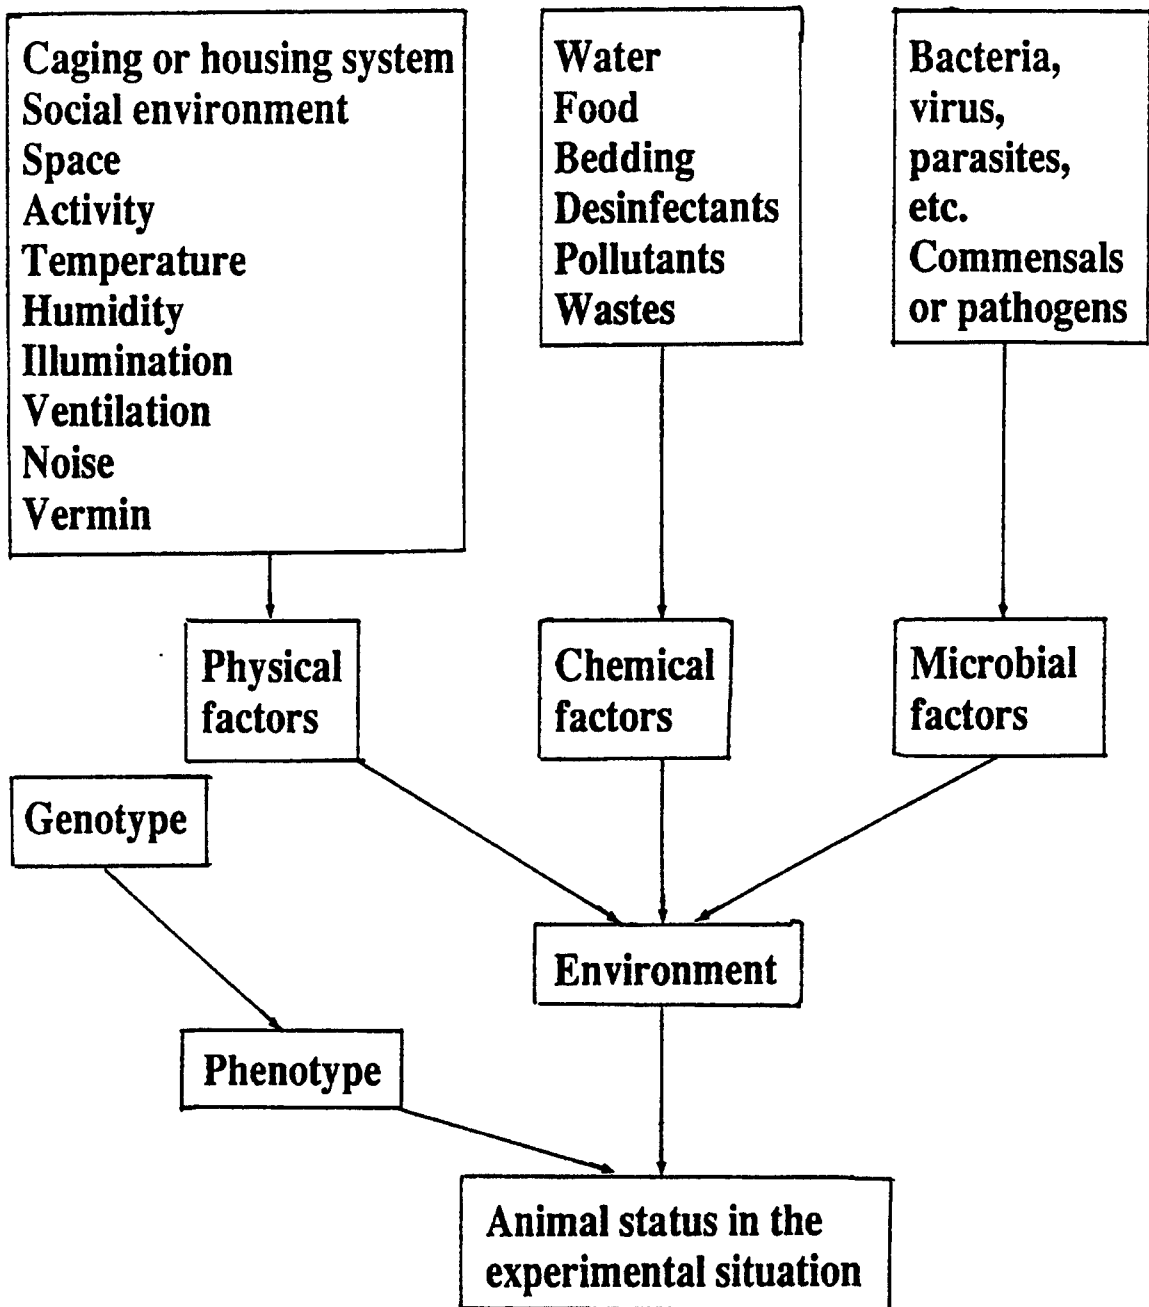 Caging or housing system
Social environment
Space
Activity
Temperature
Humidity
Illumination
Ventilation
Noise
Vermin
Water
Food
Bedding
Desinfectants
Pollutants
Wastes
Bacteria,
virus,
parasites,
etc.
Commensals
or pathogens
Physical
factors
Chemical
factors
Microbial
factors
Genotype
Environment
Phenotype
Animal status in the
experimental situation